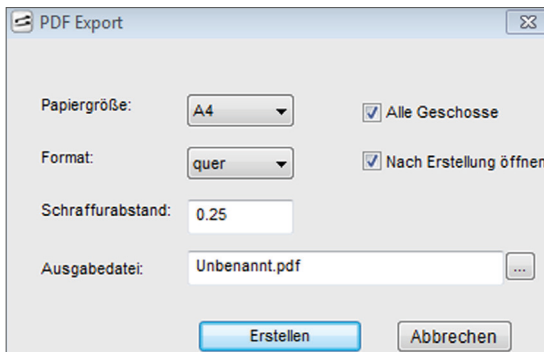 PDF Export
Papiergröße: A4 Alle Geschosse
Format: quer Nach Erstellung öffnen
Schraffurabstand: 0.25
Ausgabedatei: Unbenannt.pdf ...
Erstellen Abbrechen